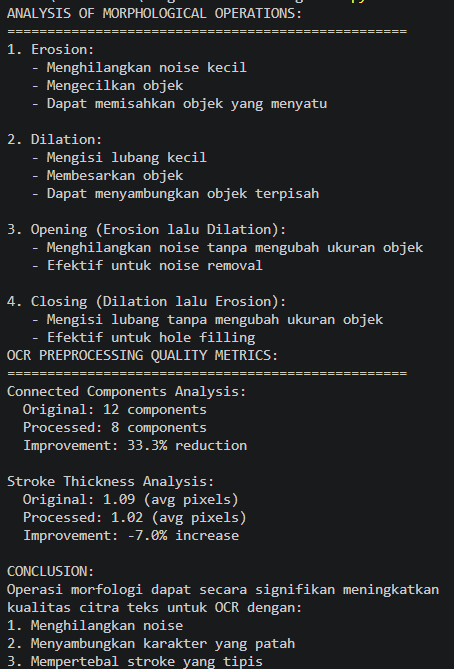 ANALYSIS OF MORPHOLOGICAL OPERATIONS:
==================================================
1. Erosion:
   - Menghilangkan noise kecil
   - Mengecilkan objek
   - Dapat memisahkan objek yang menyatu

2. Dilation:
   - Mengisi lubang kecil
   - Membesarkan objek
   - Dapat menyambungkan objek terpisah

3. Opening (Erosion lalu Dilation):
   - Menghilangkan noise tanpa mengubah ukuran objek
   - Efektif untuk noise removal

4. Closing (Dilation lalu Erosion):
   - Mengisi lubang tanpa mengubah ukuran objek
   - Efektif untuk hole filling
OCR PREPROCESSING QUALITY METRICS:
==================================================
Connected Components Analysis:
  Original: 12 components
  Processed: 8 components
  Improvement: 33.3% reduction

Stroke Thickness Analysis:
  Original: 1.09 (avg pixels)
  Processed: 1.02 (avg pixels)
  Improvement: -7.0% increase

CONCLUSION:
Operasi morfologi dapat secara signifikan meningkatkan
kualitas citra teks untuk OCR dengan:
1. Menghilangkan noise
2. Menyambungkan karakter yang patah
3. Mempertebal stroke yang tipis